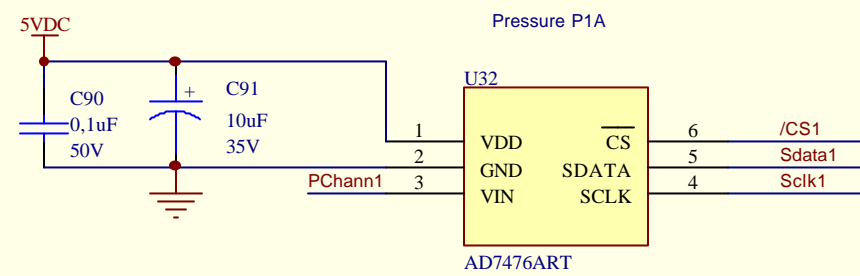 Pressure P1A
5VDC
U32
C90
0,1uF
50V
+
C91
10uF
35V
1
2
3
PChann1
VDD
GND
VIN
CS
SDATA
SCLK
6
5
4
/CS1
Sdata1
Sclk1
AD7476ART